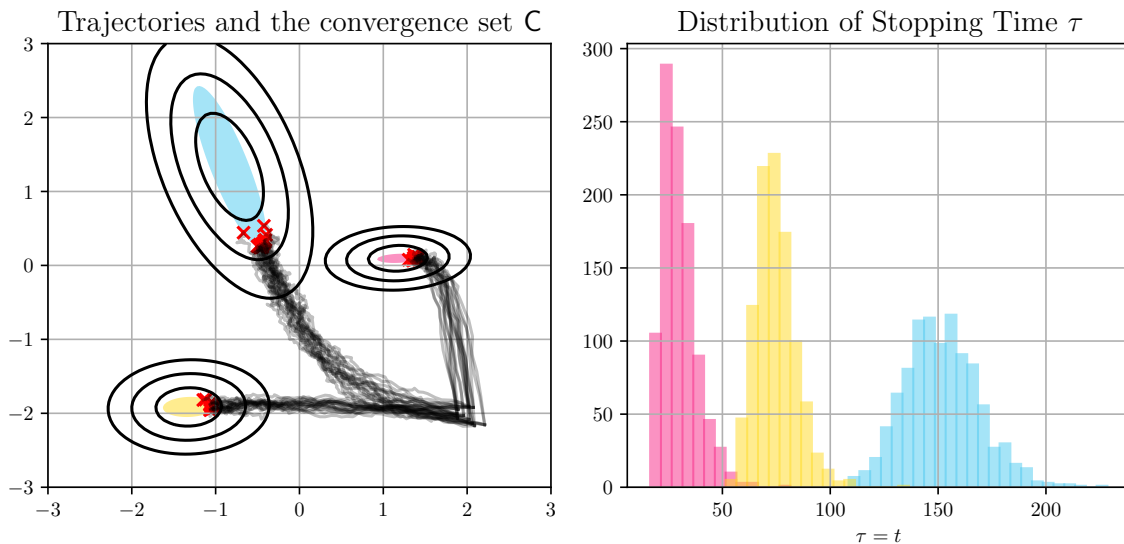 Trajectories and the convergence set C
3
2
1
0
−1
−2
−3
−3 −2 −1 0 1 2 3
Distribution of Stopping Time τ
300
250
200
150
100
50
0
50 100 150 200
τ = t